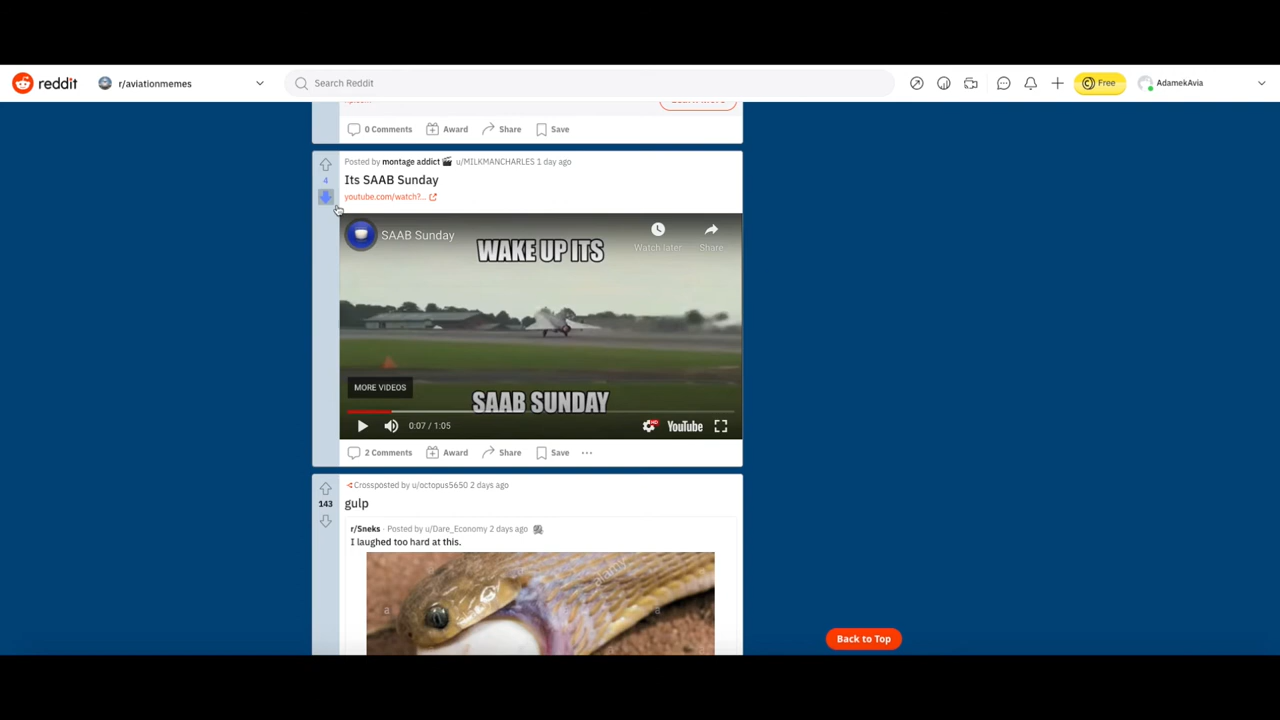 reddit r/aviationmemes Search Reddit Free AdamekAvia
0 Comments Award Share Save
Posted by montage addict u/MILKMANCHARLES 1 day ago
4
Its SAAB Sunday
youtube.com/watch?...
SAAB Sunday
Watch later Share
WAKE UP ITS
MORE VIDEOS
SAAB SUNDAY
0:07 / 1:05 HD YouTube
2 Comments Award Share Save ...
Crossposted by u/octopus5650 2 days ago
143
gulp
r/Sneks · Posted by u/Dare_Economy 2 days ago
I laughed too hard at this.
alamy
a
a
Back to Top